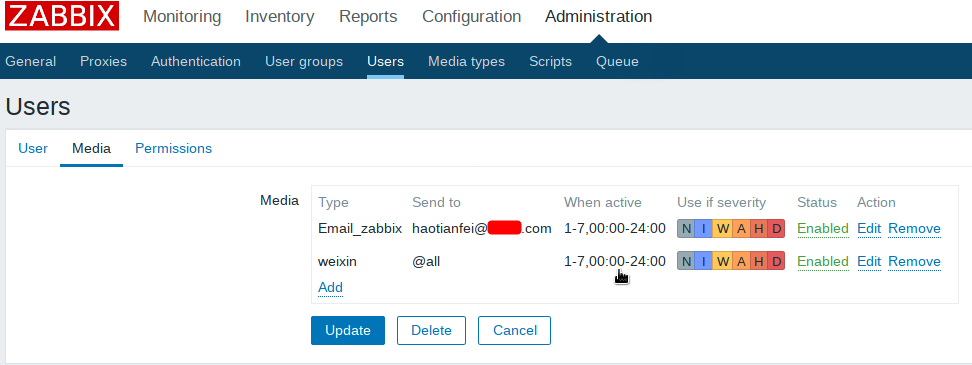 ZABBIX Monitoring Inventory Reports Configuration Administration
General Proxies Authentication User groups Users Media types Scripts Queue
Users
User Media Permissions
Media Type Send to When active Use if severity Status Action
Email_zabbix haotianfei@ .com 1-7,00:00-24:00 N I W A H D Enabled Edit Remove
weixin @all 1-7,00:00-24:00 N I W A H D Enabled Edit Remove
Add
Update Delete Cancel